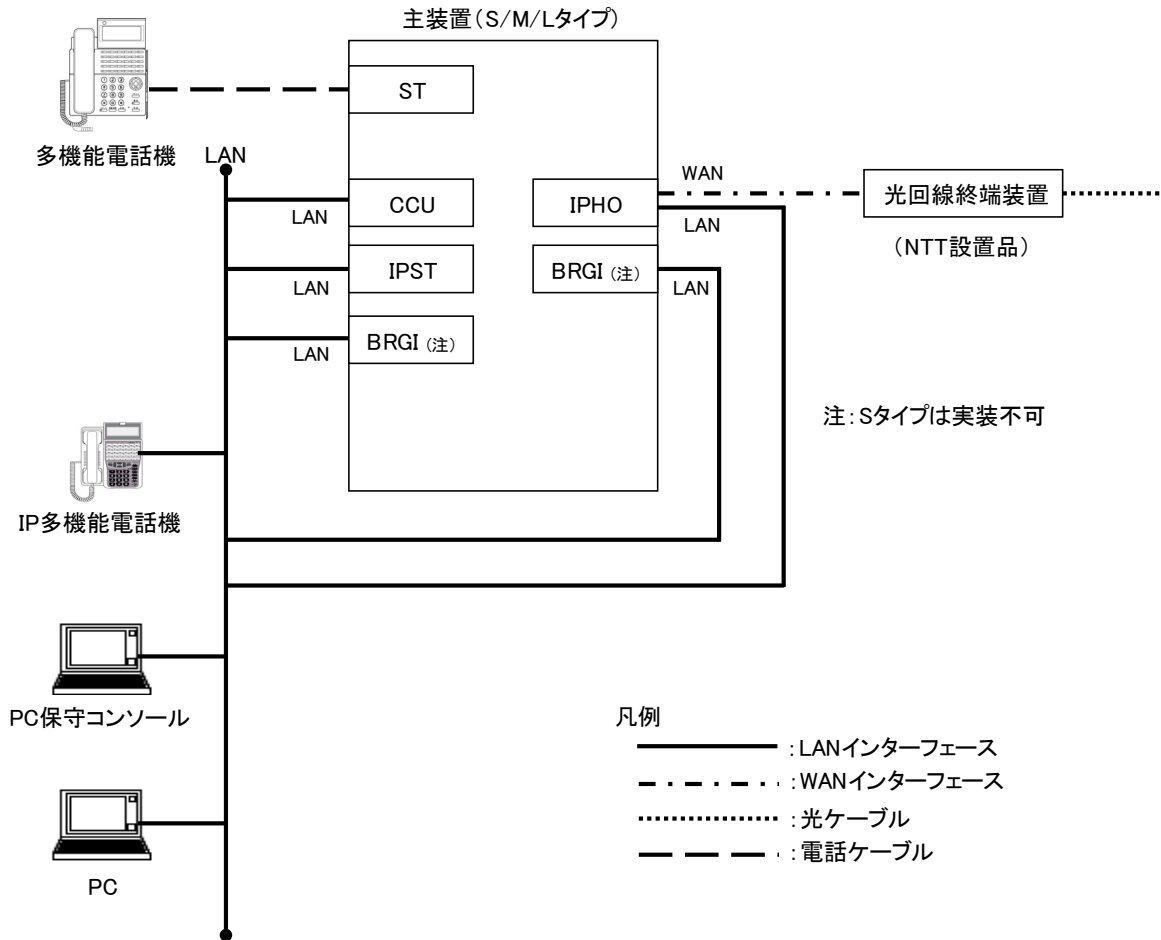 主装置（S/M/Lタイプ）
ST
多機能電話機
LAN
WAN
CCU
IPHO
光回線終端装置
LAN
LAN
（NTT設置品）
IPST
BRGI（注）
LAN
LAN
BRGI（注）
LAN
注：Sタイプは実装不可
IP多機能電話機
PC保守コンソール
凡例
：LANインターフェース
：WANインターフェース
：光ケーブル
：電話ケーブル
PC